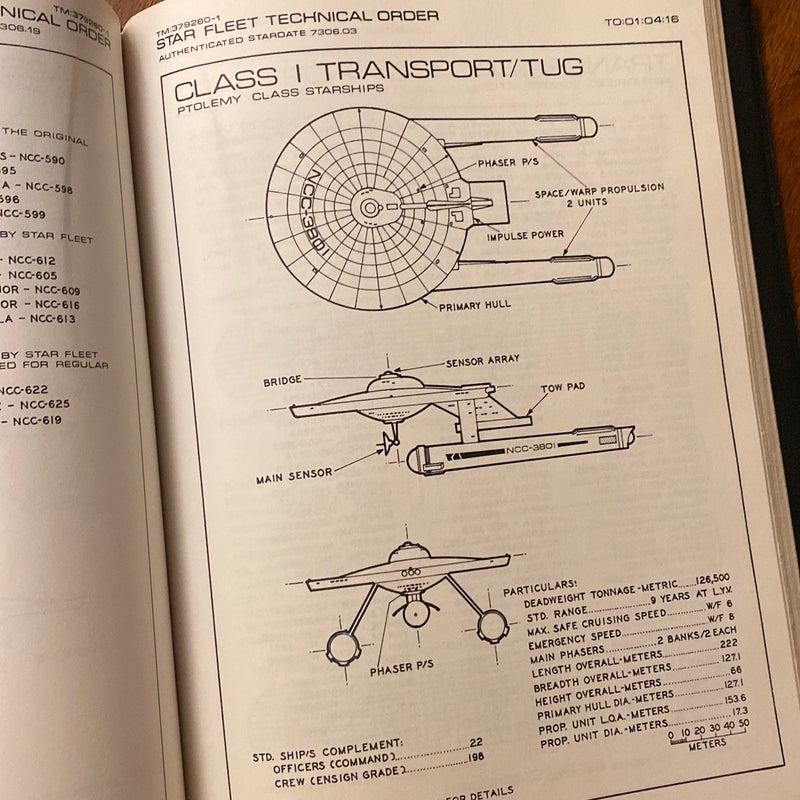 TM:379260-1
NICAL ORDER
7306.19
THE ORIGINAL
S – NCC-590
595
A – NCC-598
596
NCC-599
BY STAR FLEET
– NCC-612
– NCC-605
IOR – NCC-609
OR – NCC-616
LA – NCC-613
BY STAR FLEET
ED FOR REGULAR
NCC-622
– NCC-625
– NCC-619
TM:379260-1
STAR FLEET TECHNICAL ORDER
AUTHENTICATED STARDATE 7306.03
TO:01:04:16
CLASS I TRANSPORT/TUG
PTOLEMY CLASS STARSHIPS
NCC-3801
PHASER P/S
SPACE/WARP PROPULSION
2 UNITS
IMPULSE POWER
PRIMARY HULL
BRIDGE
SENSOR ARRAY
TOW PAD
MAIN SENSOR
NCC-3801
PHASER P/S
PARTICULARS:
DEADWEIGHT TONNAGE-METRIC.....126,500
STD. RANGE.....................9 YEARS AT L.Y.V.
MAX. SAFE CRUISING SPEED........W/F 6
EMERGENCY SPEED.................W/F 8
MAIN PHASERS............2 BANKS/2 EACH
LENGTH OVERALL-METERS...............222
BREADTH OVERALL-METERS............127.1
HEIGHT OVERALL-METERS................66
PRIMARY HULL DIA.-METERS..........127.1
PROP. UNIT L.O.A.-METERS..........153.6
PROP. UNIT DIA.-METERS.............17.3
0 10 20 30 40 50
METERS
STD. SHIP/S COMPLEMENT:
OFFICERS (COMMAND)..................22
CREW (ENSIGN GRADE)................198
FOR DETAILS